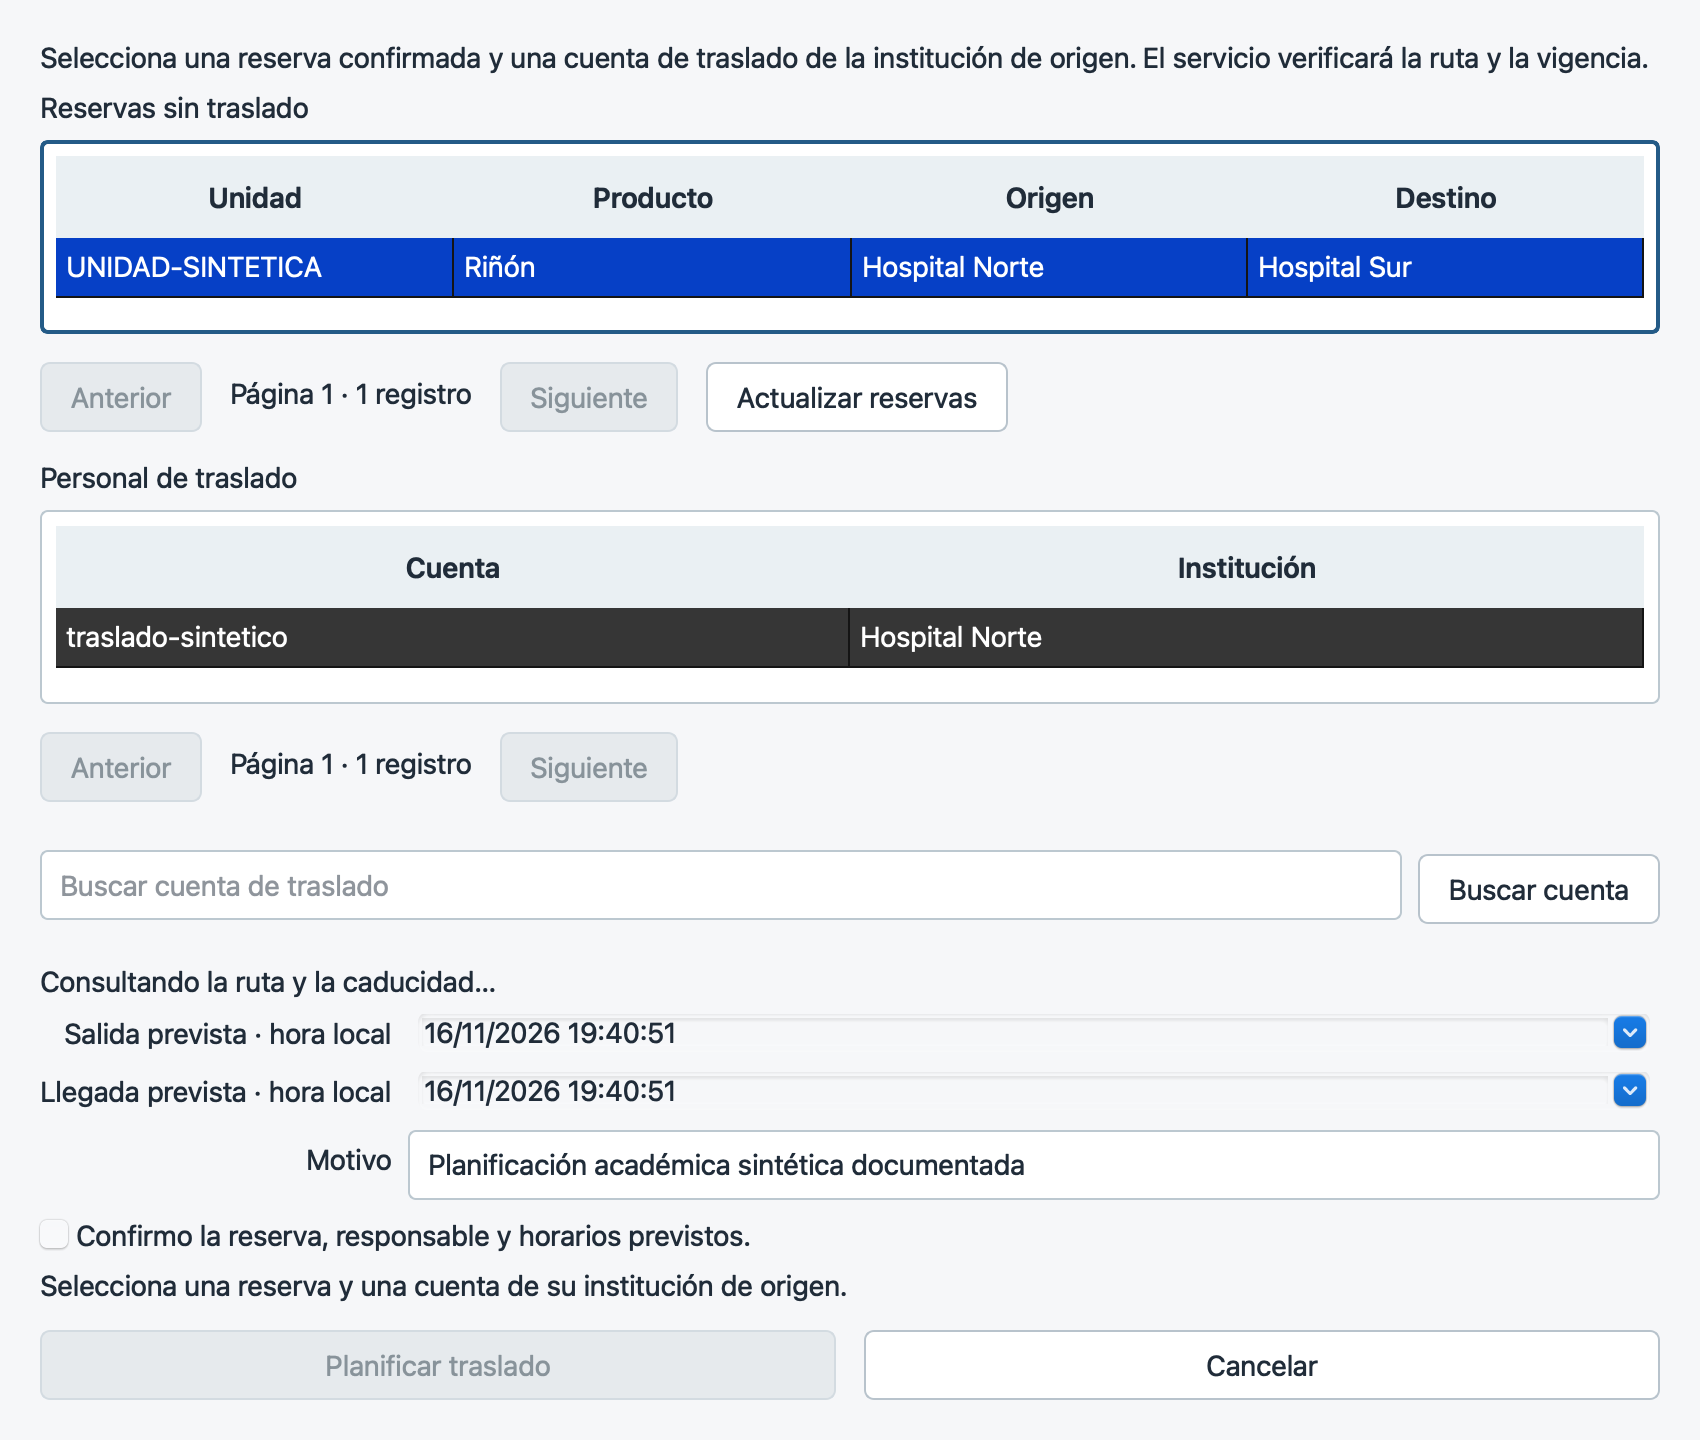 Selecciona una reserva confirmada y una cuenta de traslado de la institución de origen. El servicio verificará la ruta y la vigencia.
Reservas sin traslado
Unidad Producto Origen Destino
UNIDAD-SINTETICA Riñón Hospital Norte Hospital Sur
Anterior Página 1 · 1 registro Siguiente Actualizar reservas
Personal de traslado
Cuenta Institución
traslado-sintetico Hospital Norte
Anterior Página 1 · 1 registro Siguiente
Buscar cuenta de traslado Buscar cuenta
Consultando la ruta y la caducidad...
Salida prevista · hora local 16/11/2026 19:40:51
Llegada prevista · hora local 16/11/2026 19:40:51
Motivo Planificación académica sintética documentada
Confirmo la reserva, responsable y horarios previstos.
Selecciona una reserva y una cuenta de su institución de origen.
Planificar traslado Cancelar